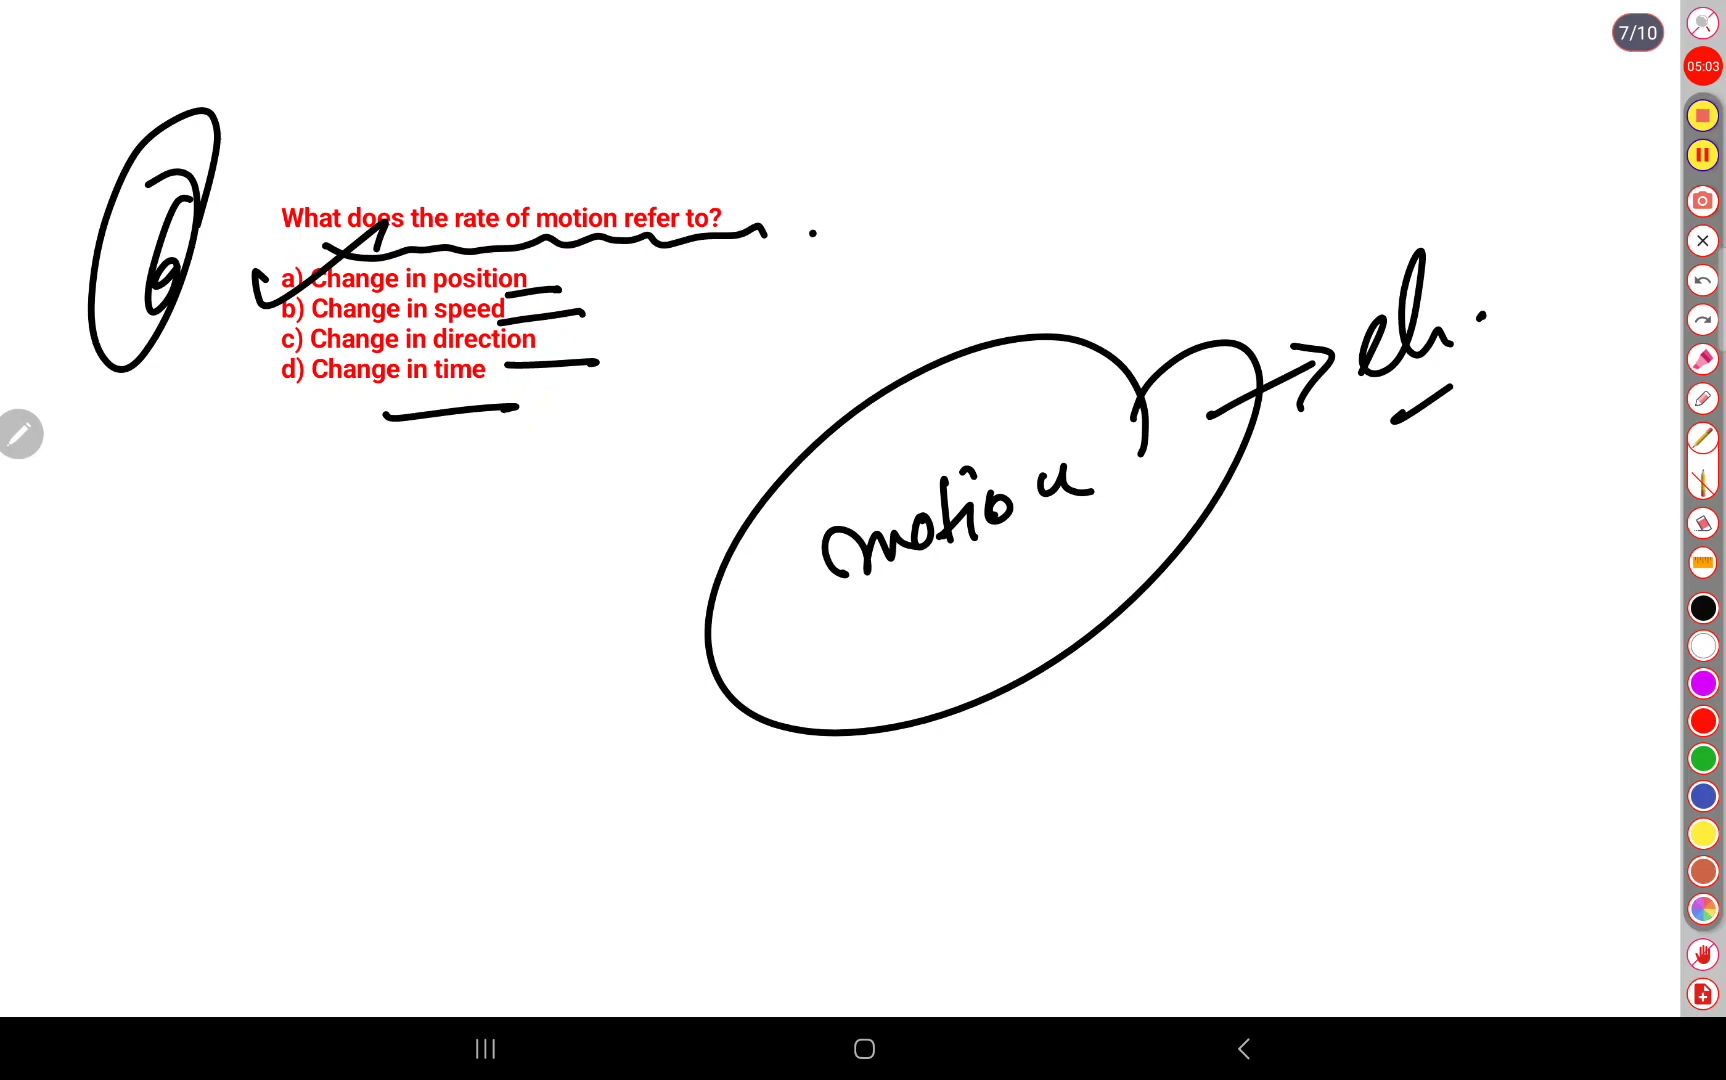 7/10
05:03
What does the rate of motion refer to?
a) Change in position
b) Change in speed
c) Change in direction
d) Change in time
motion